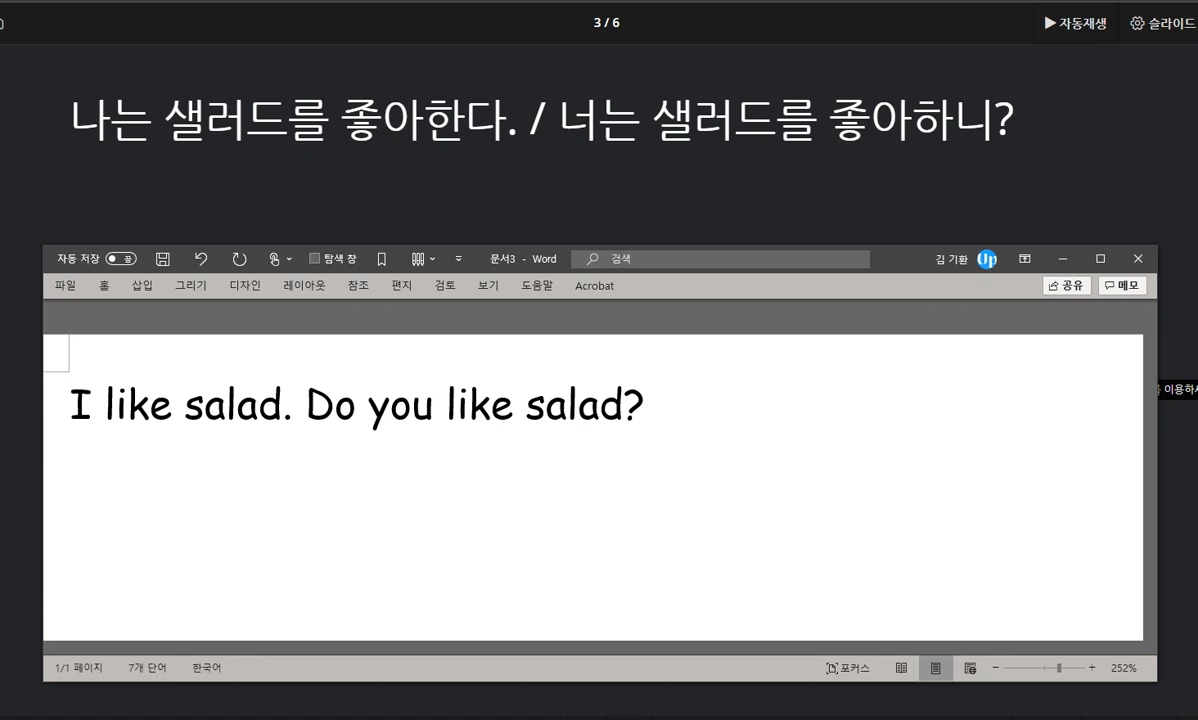 3 / 6
자동재생
슬라이드
나는 샐러드를 좋아한다. / 너는 샐러드를 좋아하니?
자동 저장 끔 탐색 창 문서3 - Word 검색 김 기환 Up
파일 홈 삽입 그리기 디자인 레이아웃 참조 편지 검토 보기 도움말 Acrobat 공유 메모
이용하
I like salad. Do you like salad?
1/1 페이지 7개 단어 한국어 포커스 252%